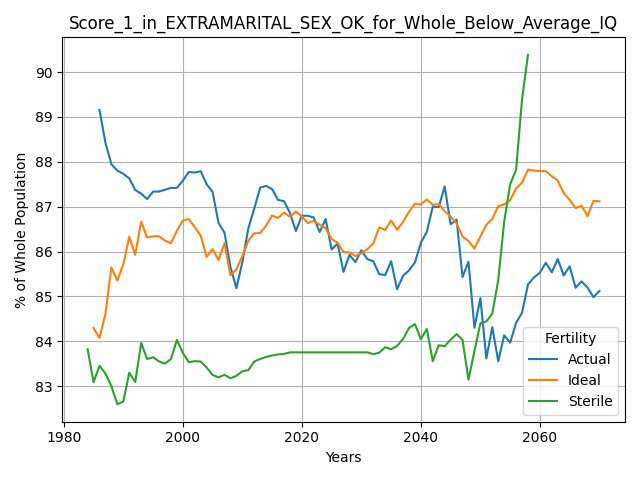 Score_1_in_EXTRAMARITAL_SEX_OK_for_Whole_Below_Average_IQ
% of Whole Population
90
89
88
87
86
85
84
83
1980
2000
2020
2040
2060
Years
Fertility
Actual
Ideal
Sterile